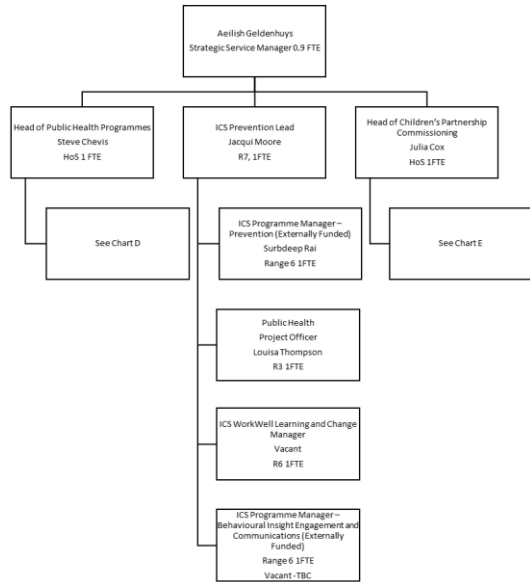 Aeilish Geldenhuys
Strategic Service Manager 0.9 FTE
Head of Public Health Programmes
Steve Chevis
HoS 1 FTE
ICS Prevention Lead
Jacqui Moore
R7, 1FTE
Head of Children's Partnership
Commissioning
Julia Cox
HoS 1FTE
See Chart D
ICS Programme Manager –
Prevention (Externally Funded)
Surbdeep Rai
Range 6 1FTE
See Chart E
Public Health
Project Officer
Louisa Thompson
R3 1FTE
ICS WorkWell Learning and Change
Manager
Vacant
R6 1FTE
ICS Programme Manager –
Behavioural Insight Engagement and
Communications (Externally
Funded)
Range 6 1FTE
Vacant -TBC